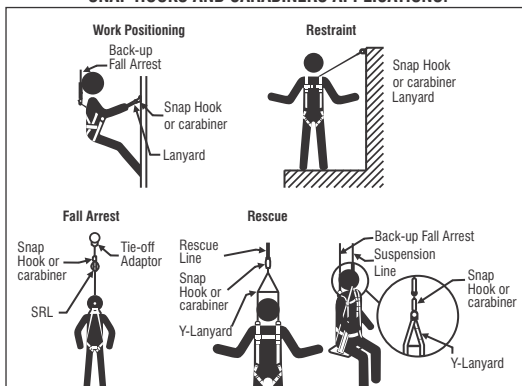 SNAP HOOKS AND CARABINERS APPLICATIONS:
Work Positioning
Back-up
Fall Arrest
Snap Hook
or carabiner
Lanyard
Restraint
Snap Hook
or carabiner
Lanyard
Fall Arrest
Snap
Hook or
carabiner
Tie-off
Adaptor
SRL
Rescue
Rescue
Line
Snap
Hook or
carabiner
Y-Lanyard
Back-up Fall Arrest
Suspension
Line
Snap
Hook or
carabiner
Y-Lanyard